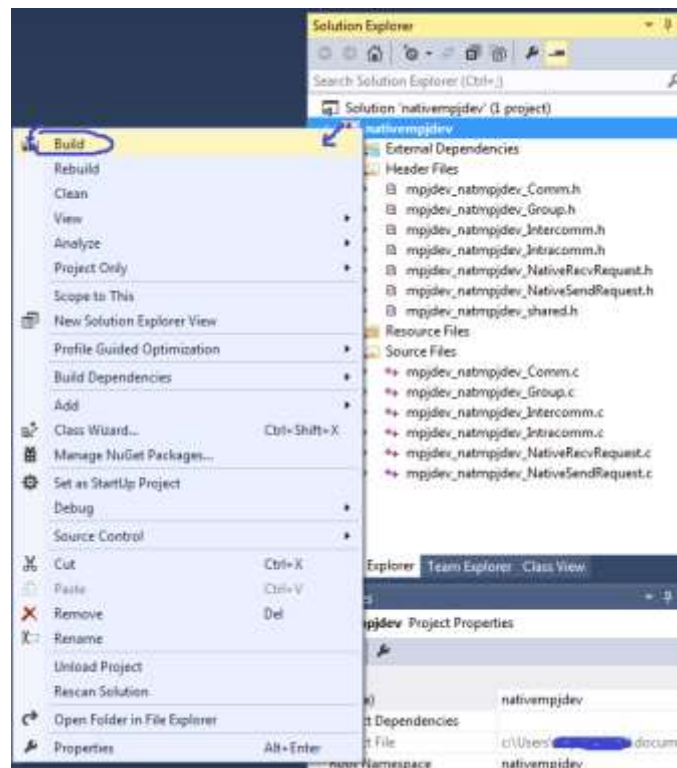 Solution Explorer
Search Solution Explorer (Ctrl+;)
Solution 'nativempjdev' (1 project)
nativempjdev
External Dependencies
Header Files
mpjdev_natmpjdev_Comm.h
mpjdev_natmpjdev_Group.h
mpjdev_natmpjdev_Intercomm.h
mpjdev_natmpjdev_Intracomm.h
mpjdev_natmpjdev_NativeRecvRequest.h
mpjdev_natmpjdev_NativeSendRequest.h
mpjdev_natmpjdev_shared.h
Resource Files
Source Files
mpjdev_natmpjdev_Comm.c
mpjdev_natmpjdev_Group.c
mpjdev_natmpjdev_Intercomm.c
mpjdev_natmpjdev_Intracomm.c
mpjdev_natmpjdev_NativeRecvRequest.c
mpjdev_natmpjdev_NativeSendRequest.c
Build
Rebuild
Clean
View
Analyze
Project Only
Scope to This
New Solution Explorer View
Profile Guided Optimization
Build Dependencies
Add
Class Wizard... Ctrl+Shift+X
Manage NuGet Packages...
Set as StartUp Project
Debug
Source Control
Cut Ctrl+X
Paste Ctrl+V
Remove Del
Rename
Unload Project
Rescan Solution
Open Folder in File Explorer
Properties Alt+Enter
Explorer Team Explorer Class View
mpjdev Project Properties
nativempjdev
t Dependencies
t File c:\Users\ docum
Root Namespace nativempjdev